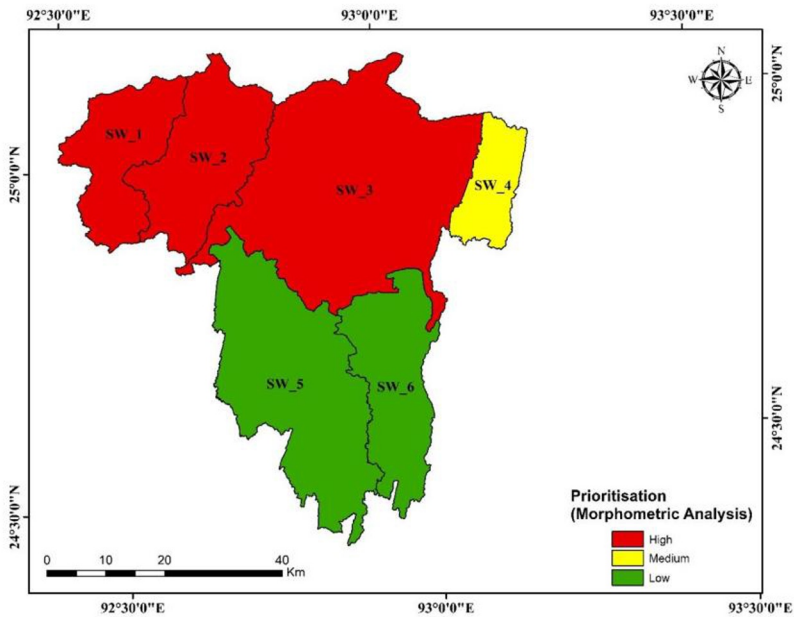 92°30'0"E 93°0'0"E 93°30'0"E
N
W E
S
25°0'0"N
25°0'0"N
SW_1
SW_2
SW_3
SW_4
SW_5
SW_6
24°30'0"N
24°30'0"N
Prioritisation
(Morphometric Analysis)
High
Medium
Low
0 10 20 40
Km
92°30'0"E 93°0'0"E 93°30'0"E